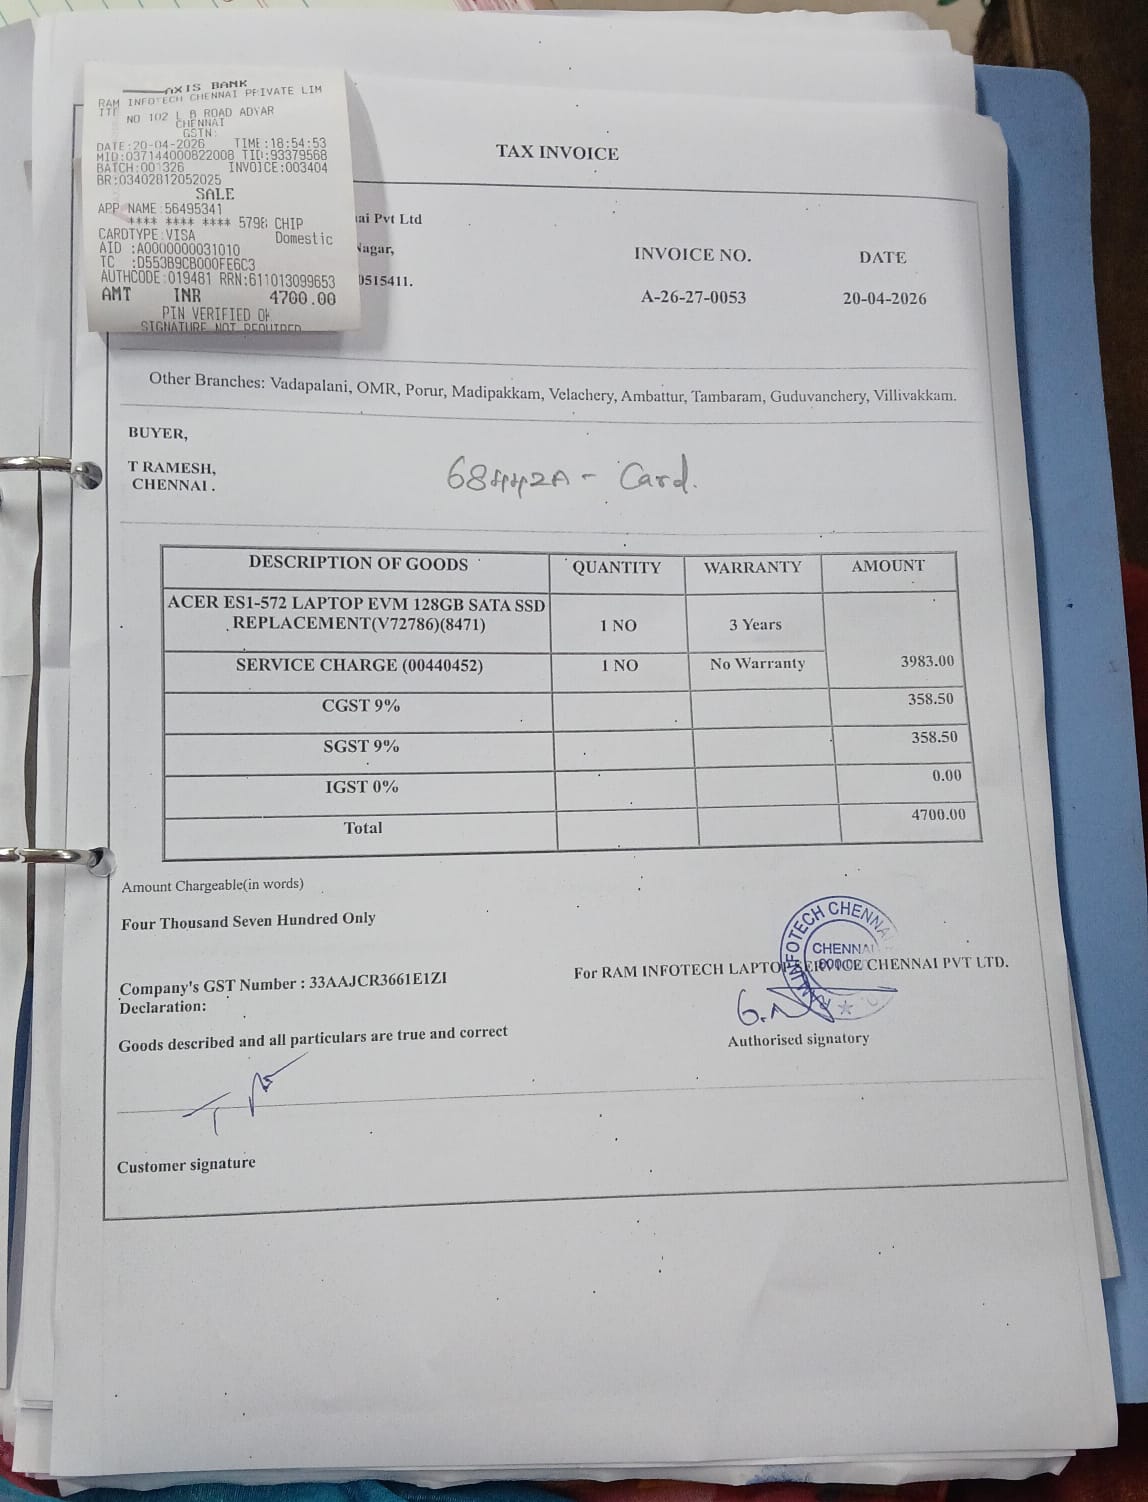 AXIS BANK
RAM INFOTECH CHENNAI PRIVATE LIM
ITE
NO 102 L B ROAD ADYAR
CHENNAI
GSTN:
DATE:20-04-2026 TIME:18:54:53
MID:037144000822008 TID:93379568
BATCH:001326 INVOICE:003404
BR:03402B12052025
SALE
APP NAME:56495341
**** **** **** 5798 CHIP
CARDTYPE:VISA Domestic
AID :A0000000031010
TC :D553B9CB000FE6C3
AUTHCODE:019481 RRN:611013099653
AMT INR 4700.00
PIN VERIFIED OK
SIGNATURE NOT REQUIRED
TAX INVOICE
nai Pvt Ltd
Nagar,
0515411.
INVOICE NO. DATE
A-26-27-0053 20-04-2026
Other Branches: Vadapalani, OMR, Porur, Madipakkam, Velachery, Ambattur, Tambaram, Guduvanchery, Villivakkam.
BUYER,
T RAMESH,
CHENNAI .
68442A - Card.
DESCRIPTION OF GOODS QUANTITY WARRANTY AMOUNT
ACER ES1-572 LAPTOP EVM 128GB SATA SSD
REPLACEMENT(V72786)(8471) 1 NO 3 Years
SERVICE CHARGE (00440452) 1 NO No Warranty 3983.00
CGST 9% 358.50
SGST 9% 358.50
IGST 0% 0.00
Total 4700.00
Amount Chargeable(in words)
Four Thousand Seven Hundred Only
Company's GST Number : 33AAJCR3661E1ZI
Declaration:
Goods described and all particulars are true and correct
For RAM INFOTECH LAPTOP SERVICE CHENNAI PVT LTD.
CHENNAI
Authorised signatory
Customer signature